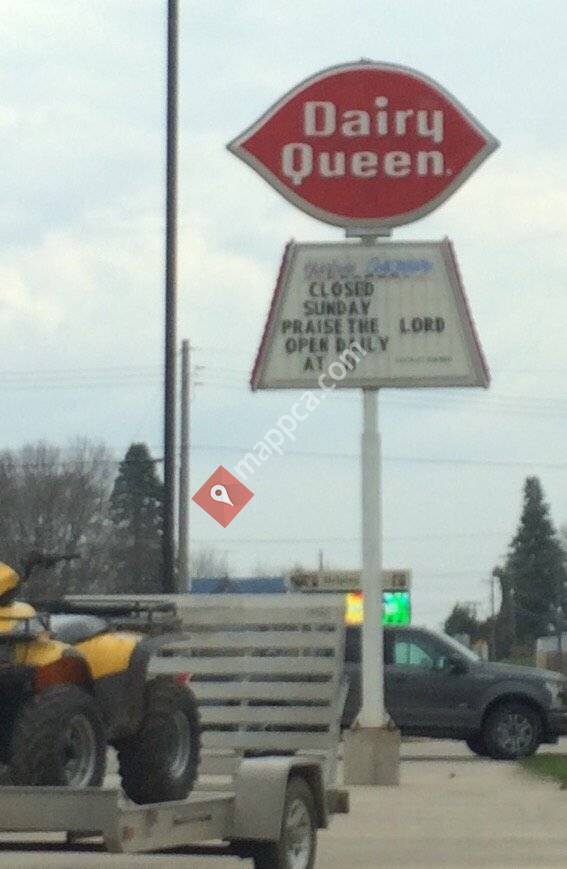 Dairy
Queen
CLOSED
SUNDAY
PRAISE THE LORD
OPEN DAILY
AT
mappca.com